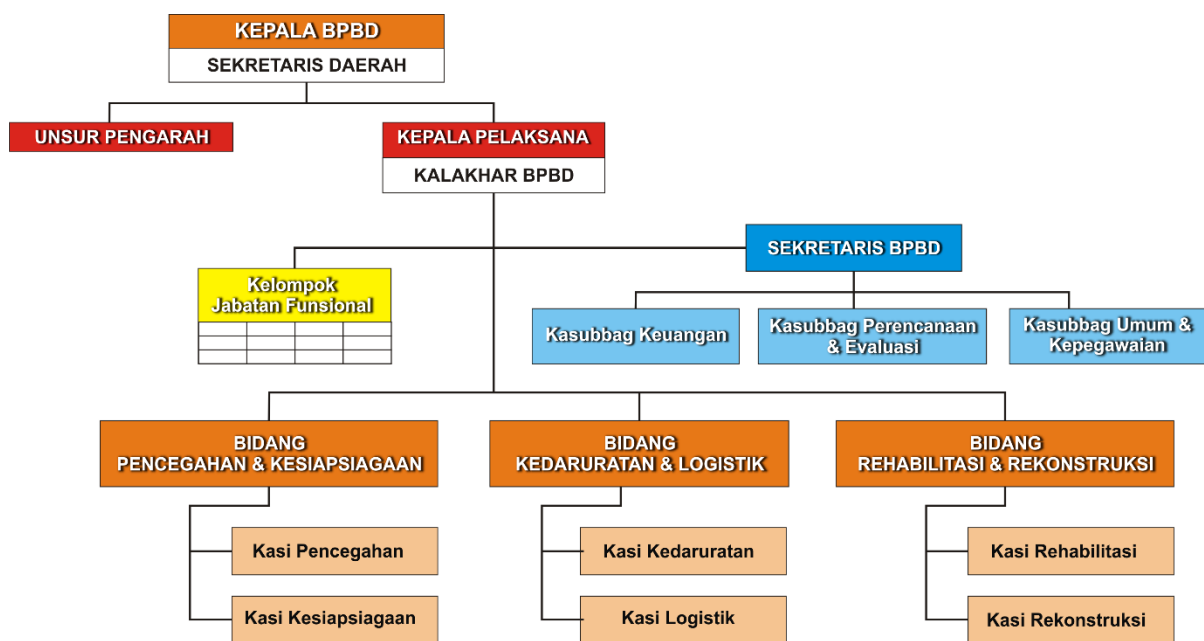 KEPALA BPBD
SEKRETARIS DAERAH
UNSUR PENGARAH
KEPALA PELAKSANA
KALAKHAR BPBD
SEKRETARIS BPBD
Kelompok
Jabatan Funsional
Kasubbag Keuangan
Kasubbag Perencanaan
& Evaluasi
Kasubbag Umum &
Kepegawaian
BIDANG
PENCEGAHAN & KESIAPSIAGAAN
BIDANG
KEDARURATAN & LOGISTIK
BIDANG
REHABILITASI & REKONSTRUKSI
Kasi Pencegahan
Kasi Kesiapsiagaan
Kasi Kedaruratan
Kasi Logistik
Kasi Rehabilitasi
Kasi Rekonstruksi